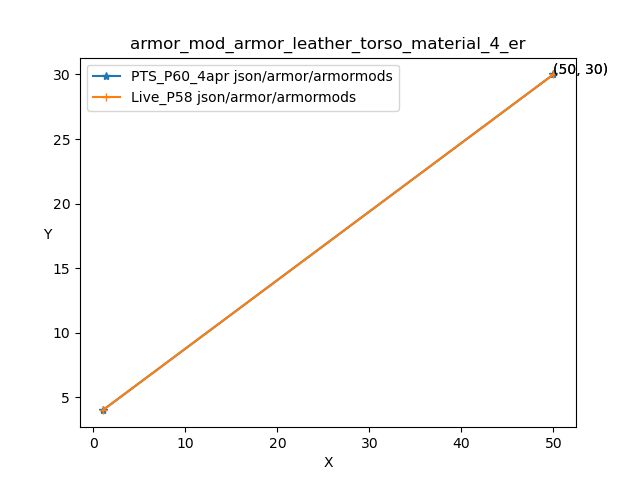 armor_mod_armor_leather_torso_material_4_er
PTS_P60_4apr json/armor/armormods
Live_P58 json/armor/armormods
(50, 30)
30
25
20
15
10
5
Y
0
10
20
30
40
50
X